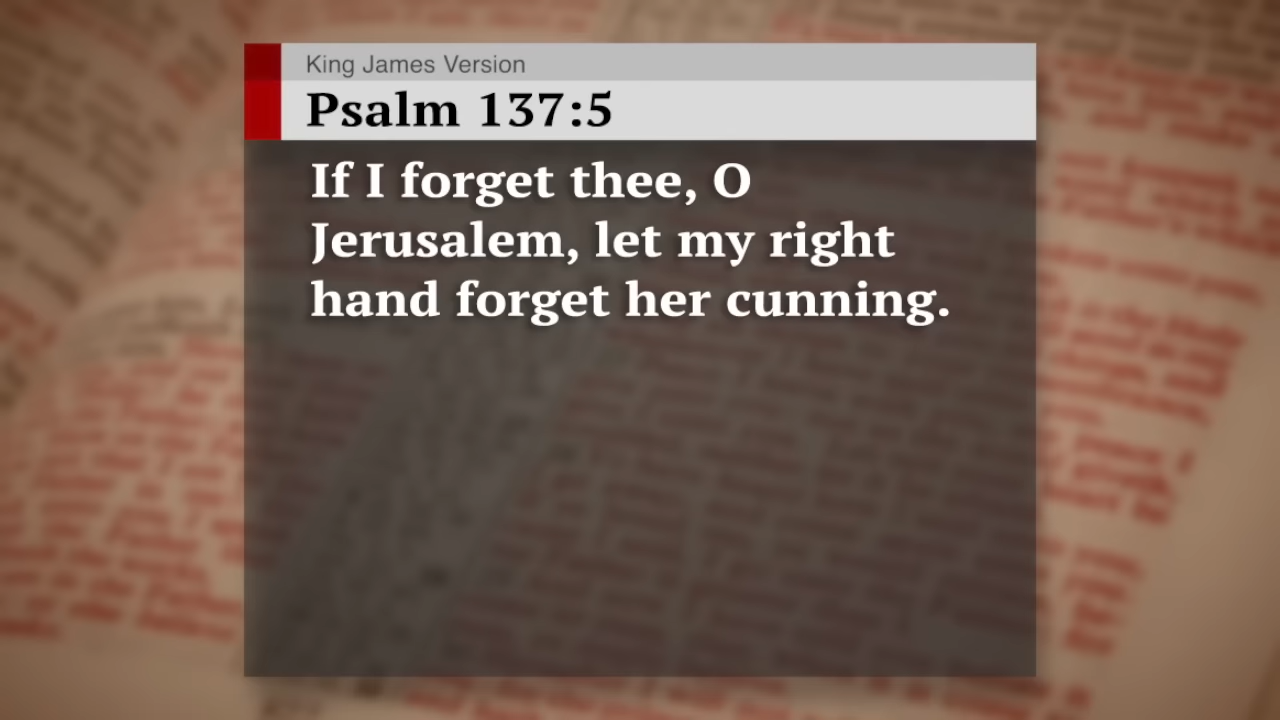 King James Version
Psalm 137:5
If I forget thee, O
Jerusalem, let my right
hand forget her cunning.